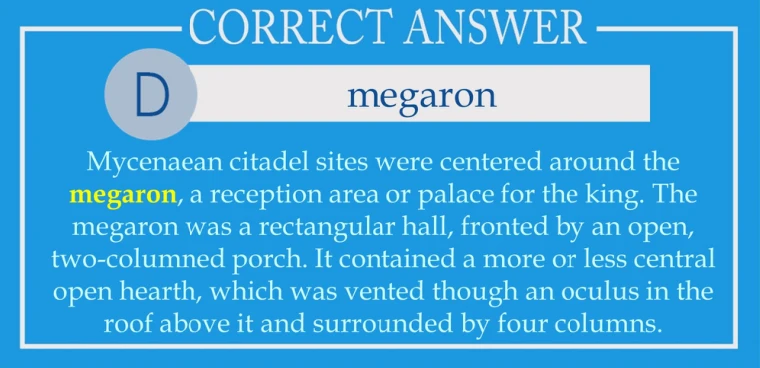 CORRECT ANSWER
D
megaron
Mycenaean citadel sites were centered around the
megaron, a reception area or palace for the king. The
megaron was a rectangular hall, fronted by an open,
two-columned porch. It contained a more or less central
open hearth, which was vented though an oculus in the
roof above it and surrounded by four columns.